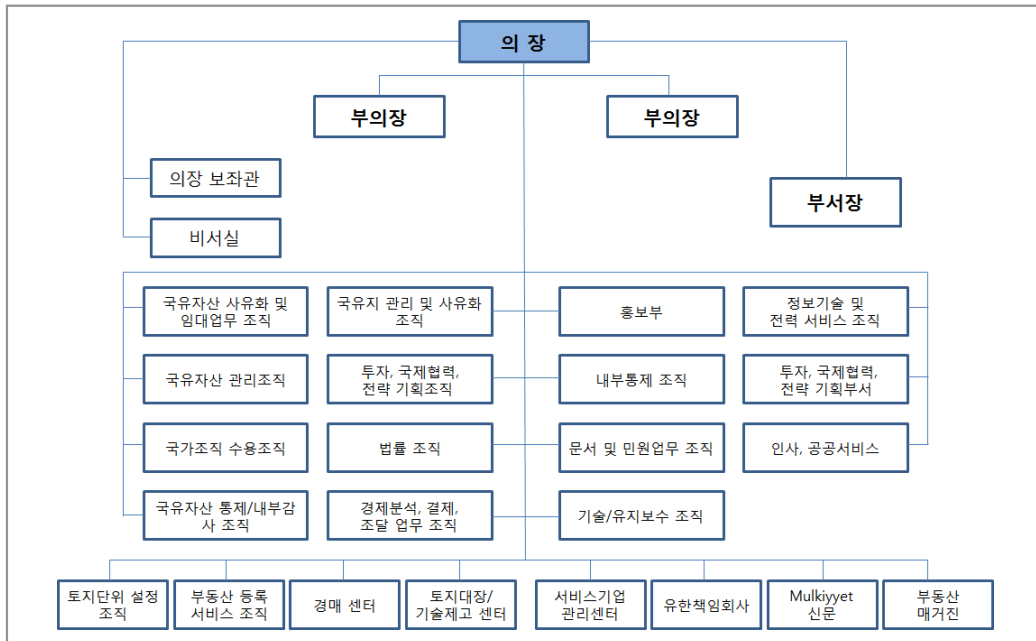 의 장
부의장
부의장
의장 보좌관
부서장
비서실
국유자산 사유화 및
임대업무 조직
국유지 관리 및 사유화
조직
홍보부
정보기술 및
전력 서비스 조직
국유자산 관리조직
투자, 국제협력,
전략 기획조직
내부통제 조직
투자, 국제협력,
전략 기획부서
국가조직 수용조직
법률 조직
문서 및 민원업무 조직
인사, 공공서비스
국유자산 통제/내부감
사 조직
경제분석, 결제,
조달 업무 조직
기술/유지보수 조직
토지단위 설정
조직
부동산 등록
서비스 조직
경매 센터
토지대장/
기술제고 센터
서비스기업
관리센터
유한책임회사
Mulkiyyet
신문
부동산
매거진